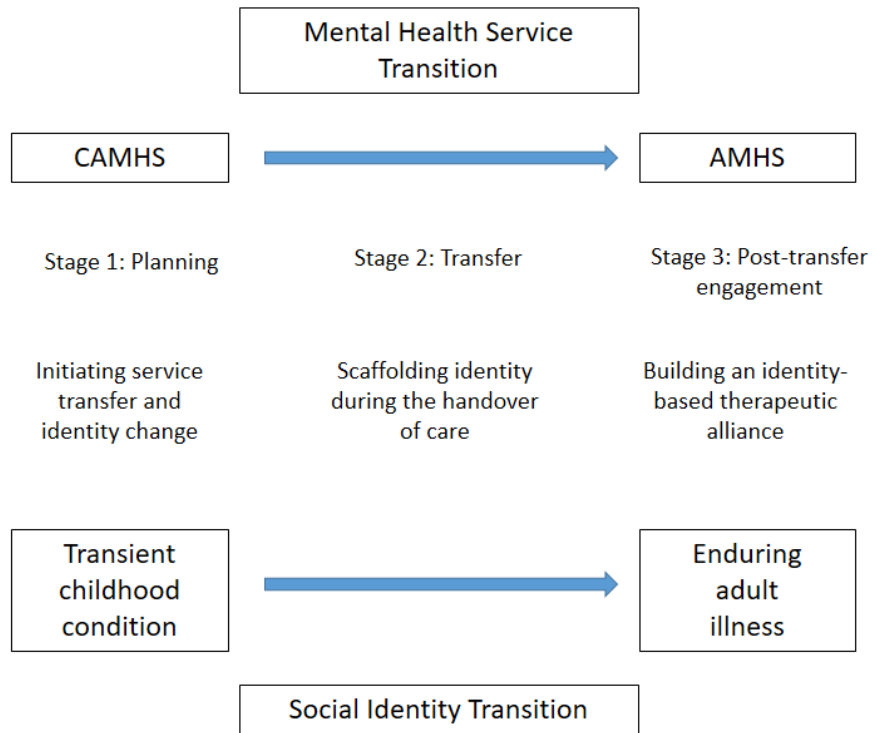 Mental Health Service
Transition
CAMHS
AMHS
Stage 1: Planning
Stage 2: Transfer
Stage 3: Post-transfer
engagement
Initiating service
transfer and
identity change
Scaffolding identity
during the handover
of care
Building an identity-
based therapeutic
alliance
Transient
childhood
condition
Enduring
adult
illness
Social Identity Transition